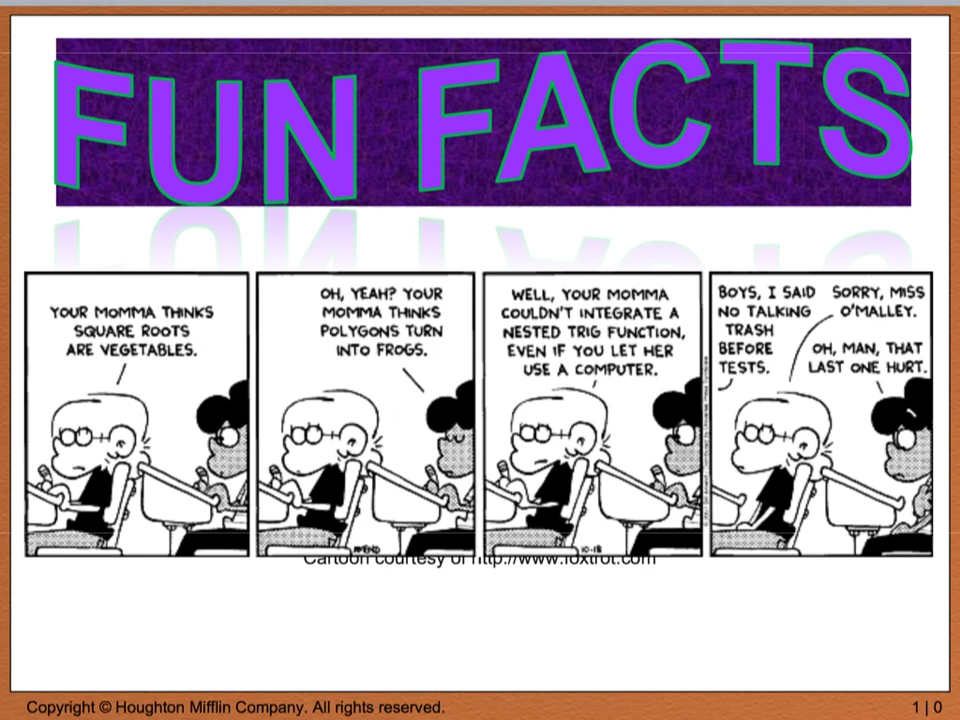 FUN FACTS
YOUR MOMMA THINKS
SQUARE ROOTS
ARE VEGETABLES.
OH, YEAH? YOUR
MOMMA THINKS
POLYGONS TURN
INTO FROGS.
WELL, YOUR MOMMA
COULDN'T INTEGRATE A
NESTED TRIG FUNCTION,
EVEN IF YOU LET HER
USE A COMPUTER.
BOYS, I SAID
NO TALKING
TRASH
BEFORE
TESTS.
SORRY, MISS
O'MALLEY.
OH, MAN, THAT
LAST ONE HURT.
AMEND
10-18
Cartoon courtesy of http://www.foxtrot.com
Copyright © Houghton Mifflin Company. All rights reserved.
1 | 0